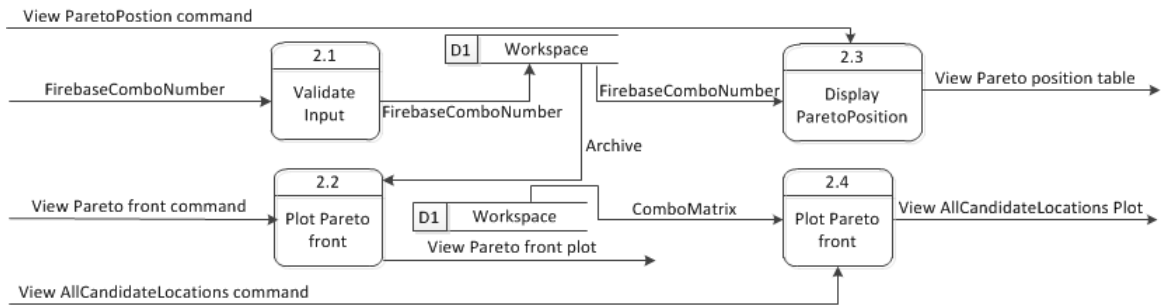 View ParetoPostion command
D1 Workspace
2.1
Validate
Input
2.3
Display
ParetoPosition
FirebaseComboNumber
FirebaseComboNumber
FirebaseComboNumber
View Pareto position table
Archive
2.2
Plot Pareto
front
2.4
Plot Pareto
front
View Pareto front command
D1 Workspace
ComboMatrix
View AllCandidateLocations Plot
View Pareto front plot
View AllCandidateLocations command